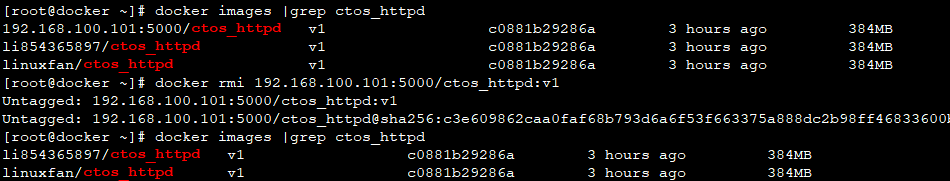 [root@docker ~]# docker images |grep ctos_httpd
192.168.100.101:5000/ctos_httpd v1 c0881b29286a 3 hours ago 384MB
li854365897/ctos_httpd v1 c0881b29286a 3 hours ago 384MB
linuxfan/ctos_httpd v1 c0881b29286a 3 hours ago 384MB
[root@docker ~]# docker rmi 192.168.100.101:5000/ctos_httpd:v1
Untagged: 192.168.100.101:5000/ctos_httpd:v1
Untagged: 192.168.100.101:5000/ctos_httpd@sha256:c3e609862caa0faf68b793d6a6f53f663375a888dc2b98ff46833600b
[root@docker ~]# docker images |grep ctos_httpd
li854365897/ctos_httpd v1 c0881b29286a 3 hours ago 384MB
linuxfan/ctos_httpd v1 c0881b29286a 3 hours ago 384MB